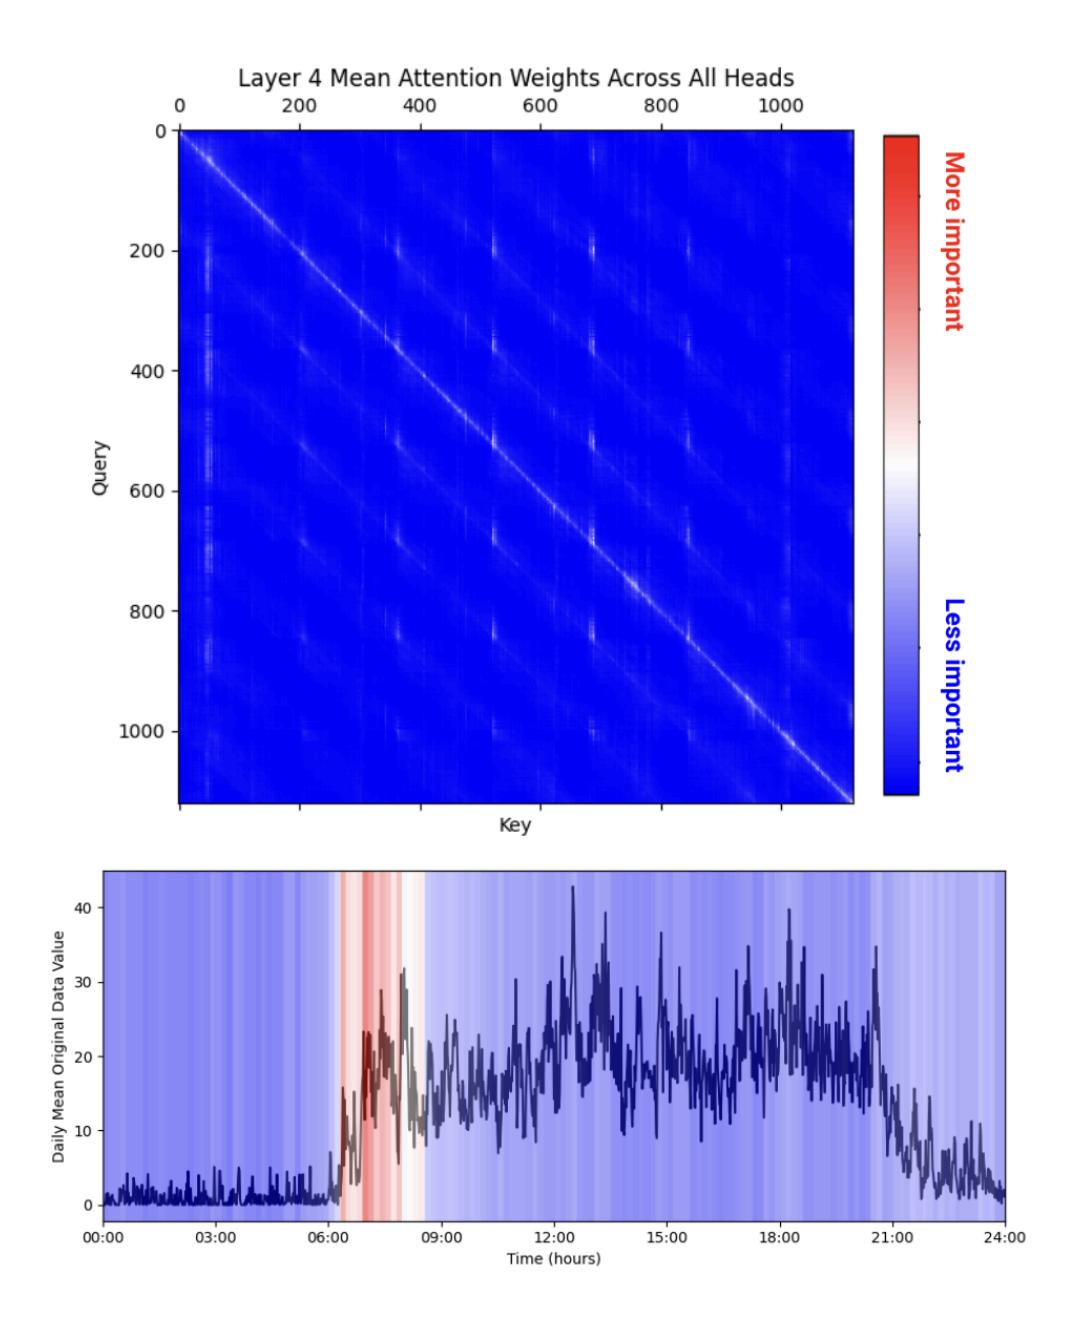 Layer 4 Mean Attention Weights Across All Heads
0 200 400 600 800 1000
0
200
400
600
800
1000
Query
Key
More important
Less important
Daily Mean Original Data Value
40
30
20
10
0
00:00 03:00 06:00 09:00 12:00 15:00 18:00 21:00 24:00
Time (hours)